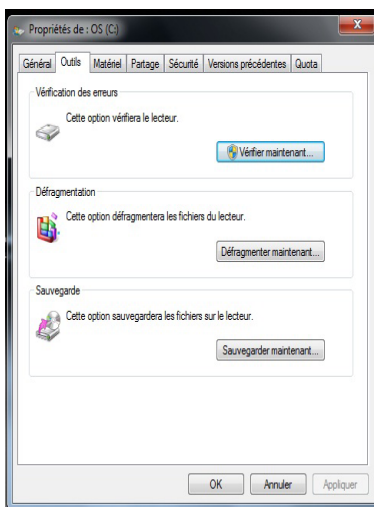 Propriétés de : OS (C:)
Général Outils Matériel Partage Sécurité Versions précédentes Quota
Vérification des erreurs
Cette option vérifiera le lecteur.
Vérifier maintenant...
Défragmentation
Cette option défragmentera les fichiers du lecteur.
Défragmenter maintenant...
Sauvegarde
Cette option sauvegardera les fichiers sur le lecteur.
Sauvegarder maintenant...
OK Annuler Appliquer